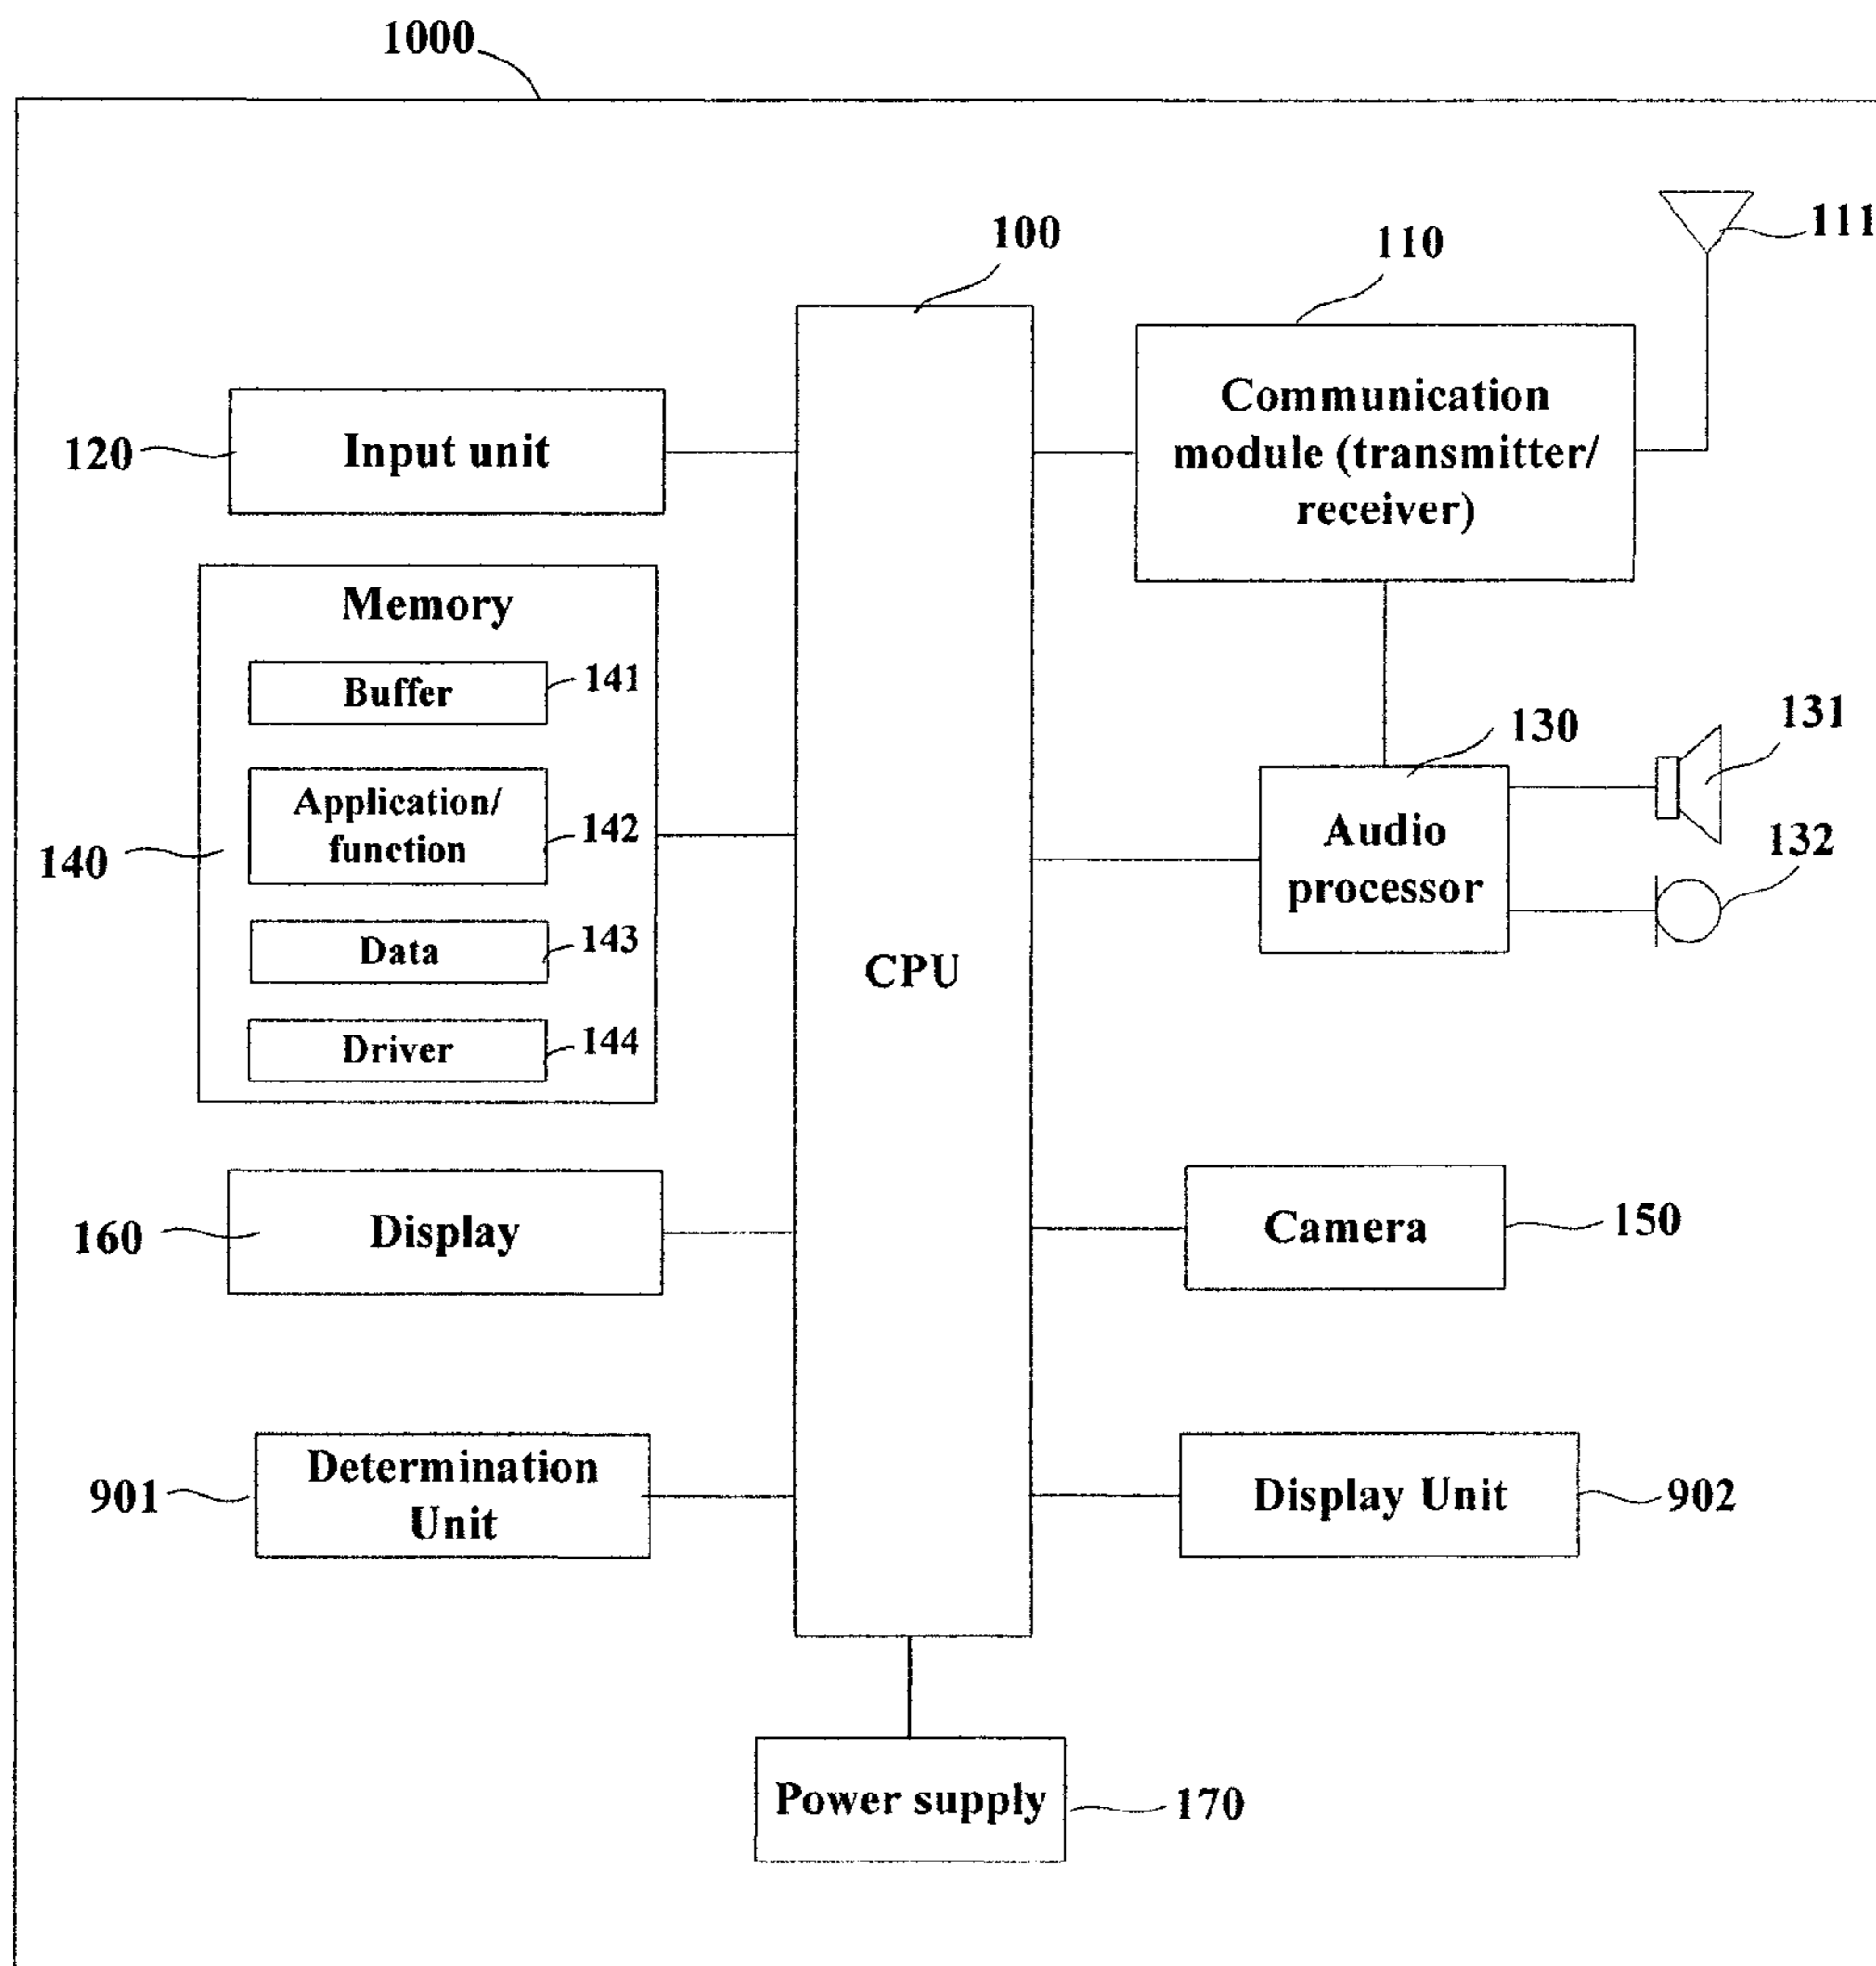 1000
111
100
110
Communication
module (transmitter/
receiver)
120
Input unit
Memory
Buffer
141
Application/
function
142
140
Data
143
Driver
144
130
131
Audio
processor
132
CPU
160
Display
Camera
150
901
Determination
Unit
Display Unit
902
Power supply
170